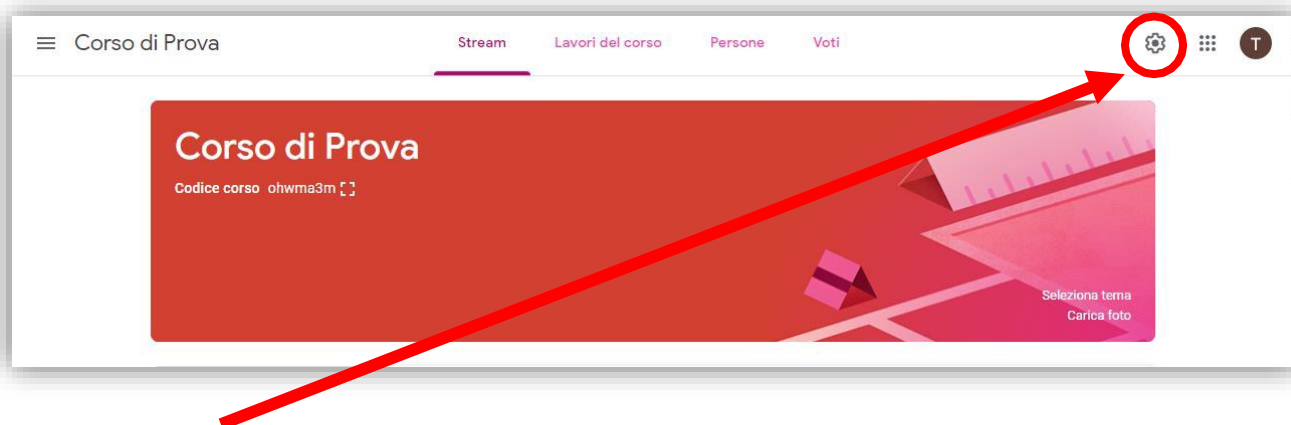 Corso di Prova
Stream Lavori del corso Persone Voti
T
Corso di Prova
Codice corso ohwma3m
Seleziona tema
Carica foto